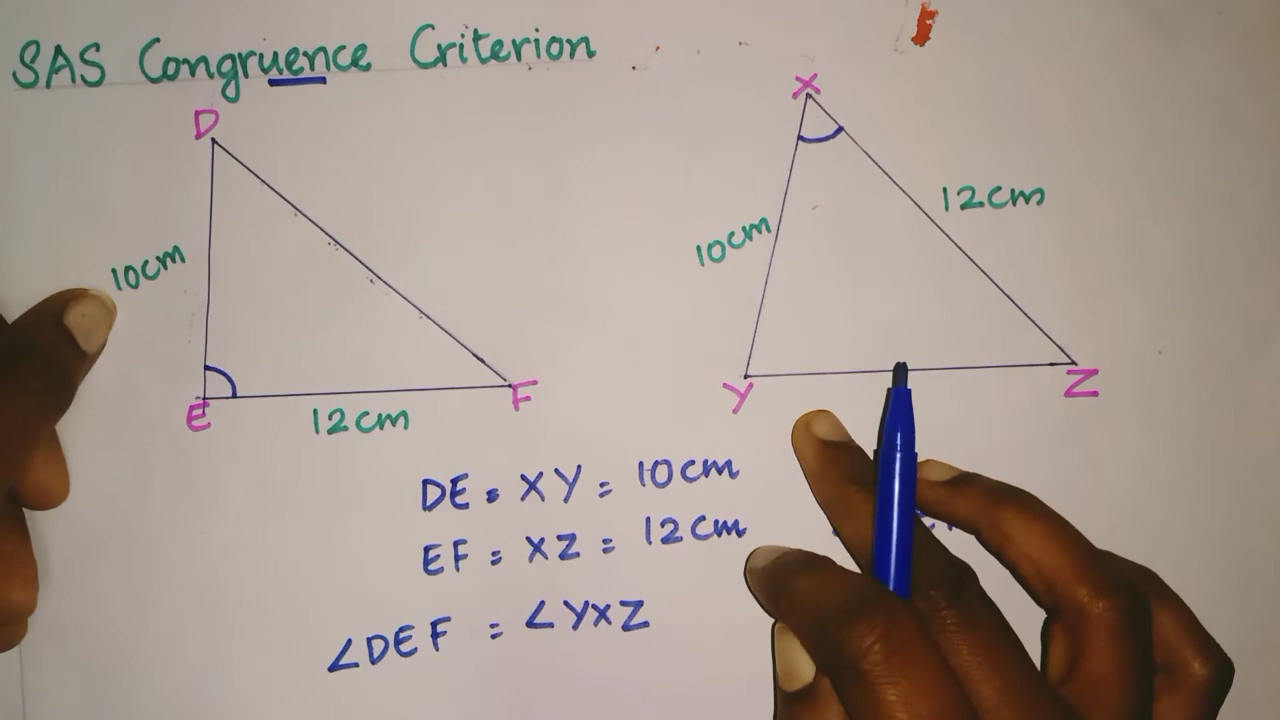 SAS Congruence Criterion
D
10cm
E
12cm
F
X
10cm
12cm
Y
Z
DE = XY = 10cm
EF = XZ = 12cm
∠DEF = ∠YXZ